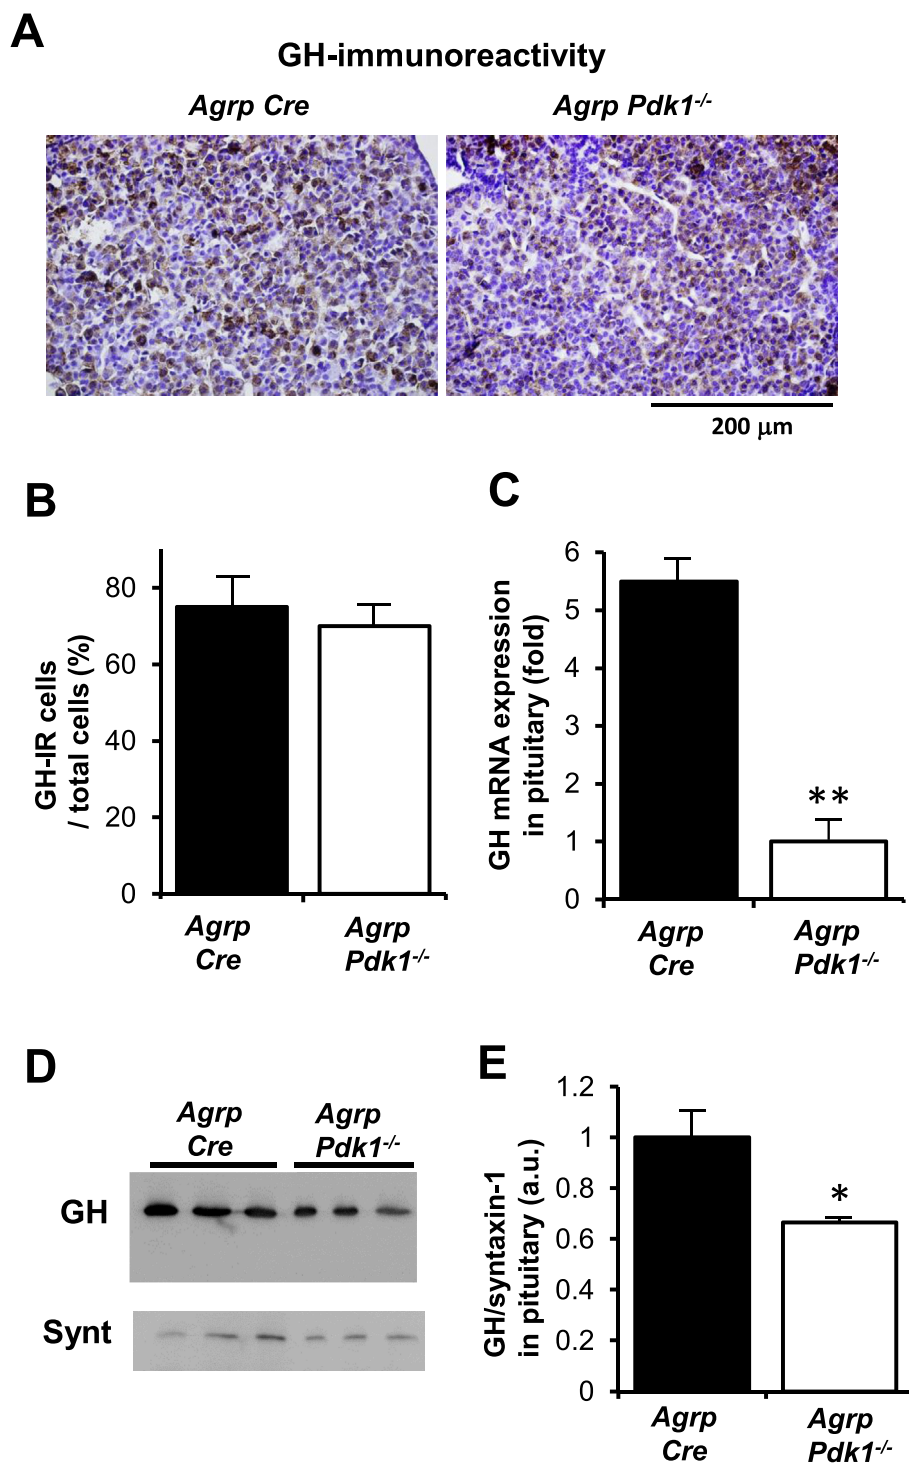 A
GH-immunoreactivity
Agrp Cre
Agrp Pdk1-/-
200 μm
B
GH-IR cells
/ total cells (%)
80
60
40
20
0
Agrp
Cre
Agrp
Pdk1-/-
C
GH mRNA expression
in pituitary (fold)
6
5
4
3
2
1
0
**
Agrp
Cre
Agrp
Pdk1-/-
D
Agrp
Cre
Agrp
Pdk1-/-
GH
Synt
E
GH/syntaxin-1
in pituitary (a.u.)
1.2
1
0.8
0.6
0.4
0.2
0
*
Agrp
Cre
Agrp
Pdk1-/-